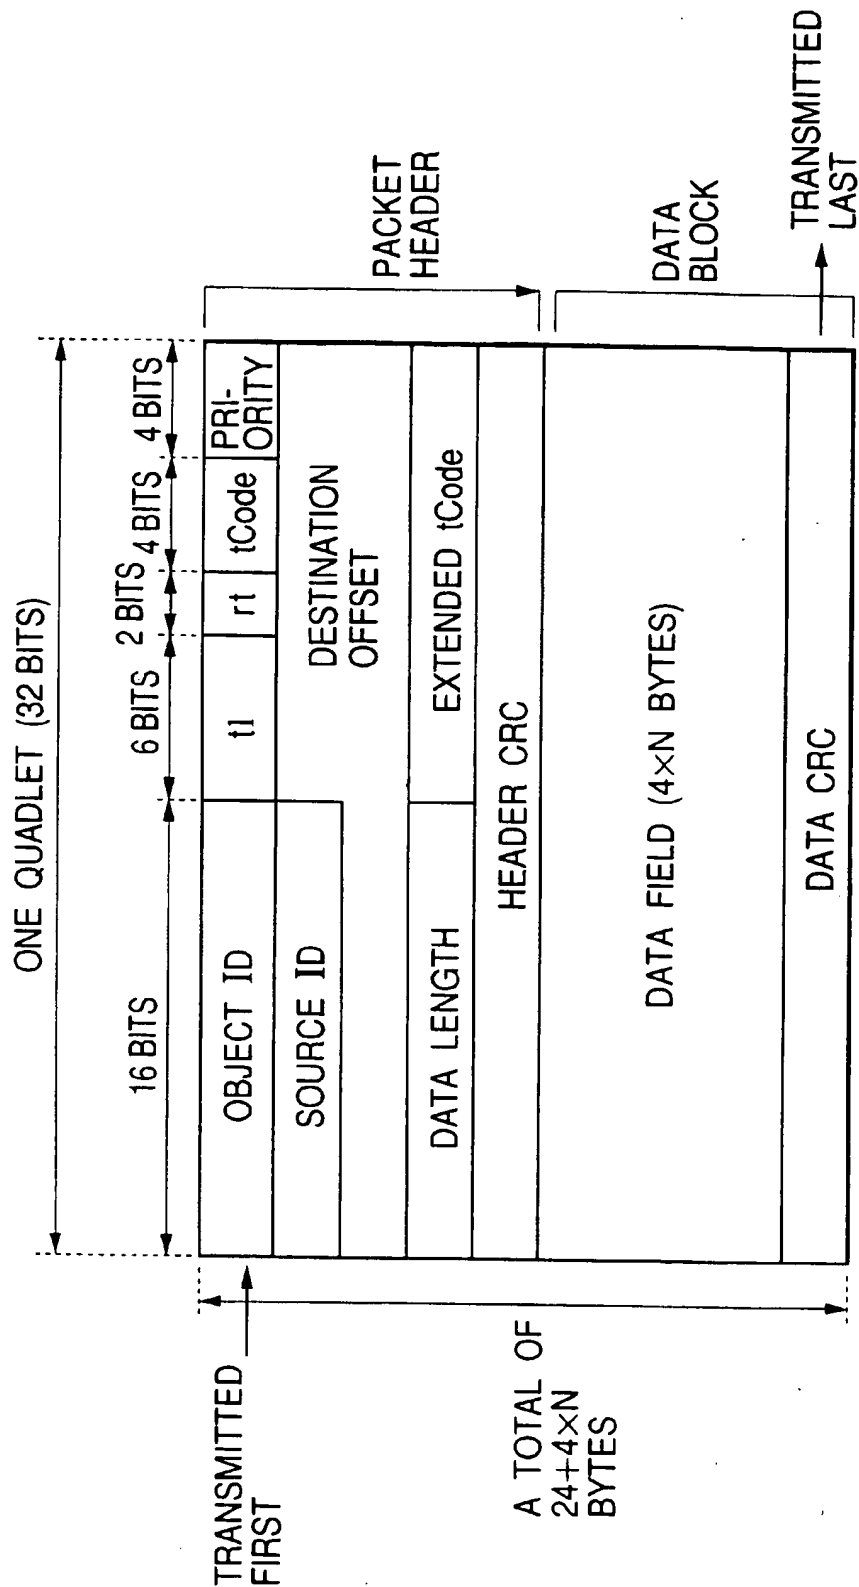 ONE QUADLET (32 BITS)
16 BITS
6 BITS
2 BITS
4 BITS
4 BITS
TRANSMITTED
FIRST
OBJECT ID
tl
rt
tCode
PRI-
ORITY
SOURCE ID
DESTINATION
OFFSET
DATA LENGTH
EXTENDED tCode
HEADER CRC
PACKET
HEADER
DATA FIELD (4×N BYTES)
DATA
BLOCK
DATA CRC
A TOTAL OF
24+4×N
BYTES
TRANSMITTED
LAST